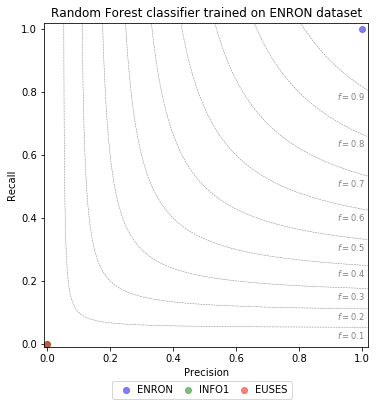 Random Forest classifier trained on ENRON dataset
1.0
0.8
0.6
0.4
0.2
0.0
Recall
f = 0.9
f = 0.8
f = 0.7
f = 0.6
f = 0.5
f = 0.4
f = 0.3
f = 0.2
f = 0.1
0.0 0.2 0.4 0.6 0.8 1.0
Precision
ENRON INFO1 EUSES